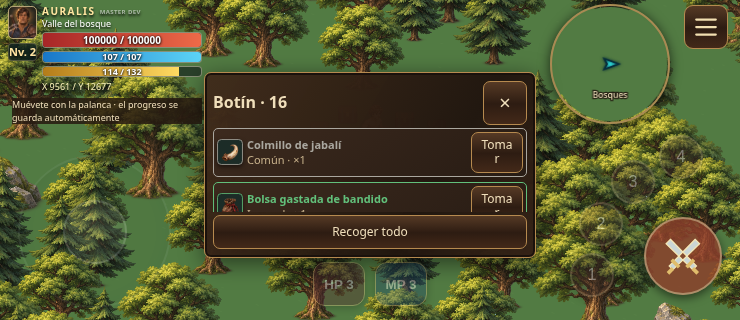 AURALIS MASTER DEV
Valle del bosque
Nv. 2
100000 / 100000
107 / 107
114 / 132
X 9561 / Y 12677
Muévete con la palanca · el progreso se
guarda automáticamente
Botín · 16
×
Colmillo de jabalí
Común · ×1
Toma
r
Bolsa gastada de bandido
Toma
Recoger todo
Bosques
4
3
2
1
HP 3
MP 3